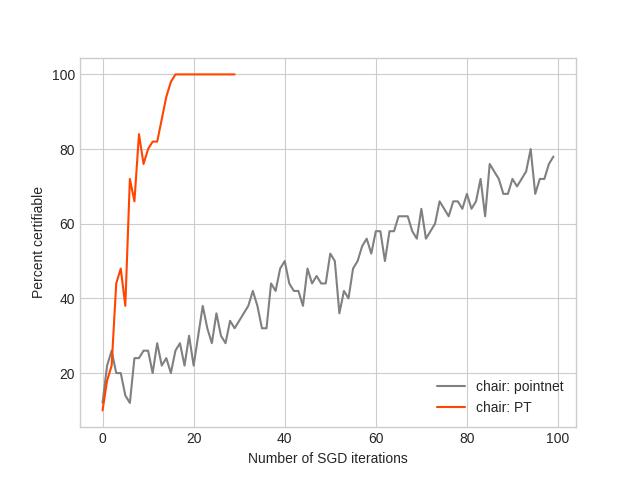 100
80
60
40
20
0 20 40 60 80 100
Percent certifiable
Number of SGD iterations
chair: pointnet
chair: PT